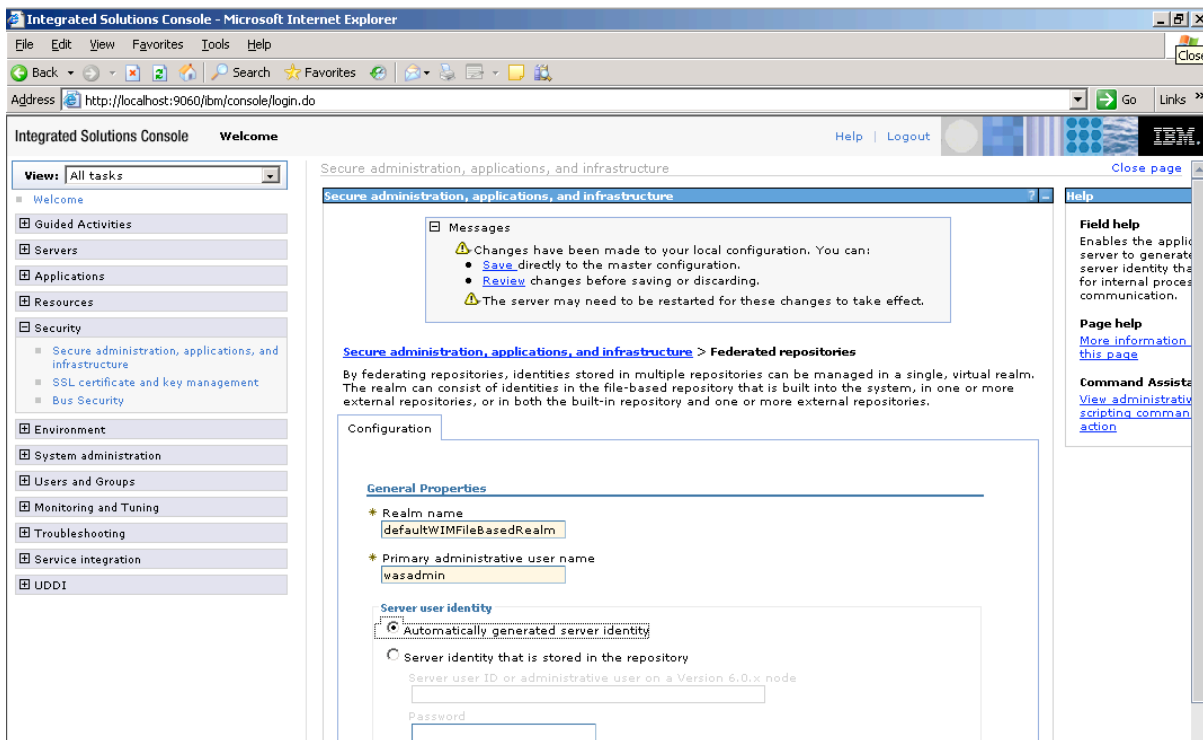 Integrated Solutions Console - Microsoft Internet Explorer
File Edit View Favorites Tools Help
Close
Back Search Favorites
Address http://localhost:9060/ibm/console/login.do Go Links »
Integrated Solutions Console Welcome Help | Logout IBM.
View: All tasks
Welcome
Guided Activities
Servers
Applications
Resources
Security
Secure administration, applications, and
infrastructure
SSL certificate and key management
Bus Security
Environment
System administration
Users and Groups
Monitoring and Tuning
Troubleshooting
Service integration
UDDI
Secure administration, applications, and infrastructure Close page
Secure administration, applications, and infrastructure ? -
Messages
Changes have been made to your local configuration. You can:
Save directly to the master configuration.
Review changes before saving or discarding.
The server may need to be restarted for these changes to take effect.
Secure administration, applications, and infrastructure > Federated repositories
By federating repositories, identities stored in multiple repositories can be managed in a single, virtual realm.
The realm can consist of identities in the file-based repository that is built into the system, in one or more
external repositories, or in both the built-in repository and one or more external repositories.
Configuration
General Properties
* Realm name
defaultWIMFileBasedRealm
* Primary administrative user name
wasadmin
Server user identity
Automatically generated server identity
Server identity that is stored in the repository
Server user ID or administrative user on a Version 6.0.x node
Password
Help
Field help
Enables the applic
server to generate
server identity tha
for internal proces
communication.
Page help
More information
this page
Command Assista
View administrativ
scripting comman
action